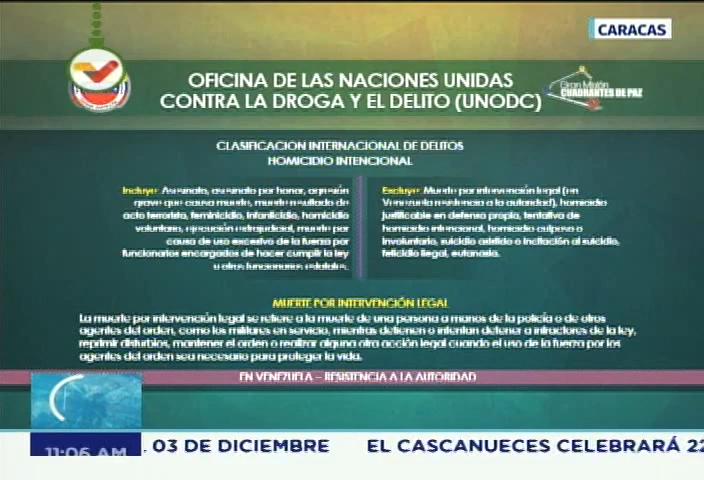 CARACAS
OFICINA DE LAS NACIONES UNIDAS
CONTRA LA DROGA Y EL DELITO (UNODC)
Gran Misión
CUADRANTES DE PAZ
CLASIFICACION INTERNACIONAL DE DELITOS
HOMICIDIO INTENCIONAL
Incluye: Asesinato, asesinato por honor, agresión
grave que causa muerte, muerte resultado de
acto terrorista, feminicidio, infanticidio, homicidio
voluntario, ejecución extrajudicial, muerte por
causa de uso excesivo de la fuerza por
funcionarios encargados de hacer cumplir la ley
u otros funcionarios estatales.
Excluye: Muerte por intervención legal (en
Venezuela resistencia a la autoridad), homicidio
justificable en defensa propia, tentativa de
homicidio intencional, homicidio culposo o
involuntario, suicidio asistido o incitación al suicidio,
feticidio ilegal, eutanasia.
MUERTE POR INTERVENCIÓN LEGAL
La muerte por intervención legal se refiere a la muerte de una persona a manos de la policía o de otros
agentes del orden, como los militares en servicio, mientras detienen o intentan detener a infractores de la ley,
reprimir disturbios, mantener el orden o realizar alguna otra acción legal cuando el uso de la fuerza por los
agentes del orden sea necesario para proteger la vida.
EN VENEZUELA – RESISTENCIA A LA AUTORIDAD
11:06 AM
. 03 DE DICIEMBRE EL CASCANUECES CELEBRARÁ 22